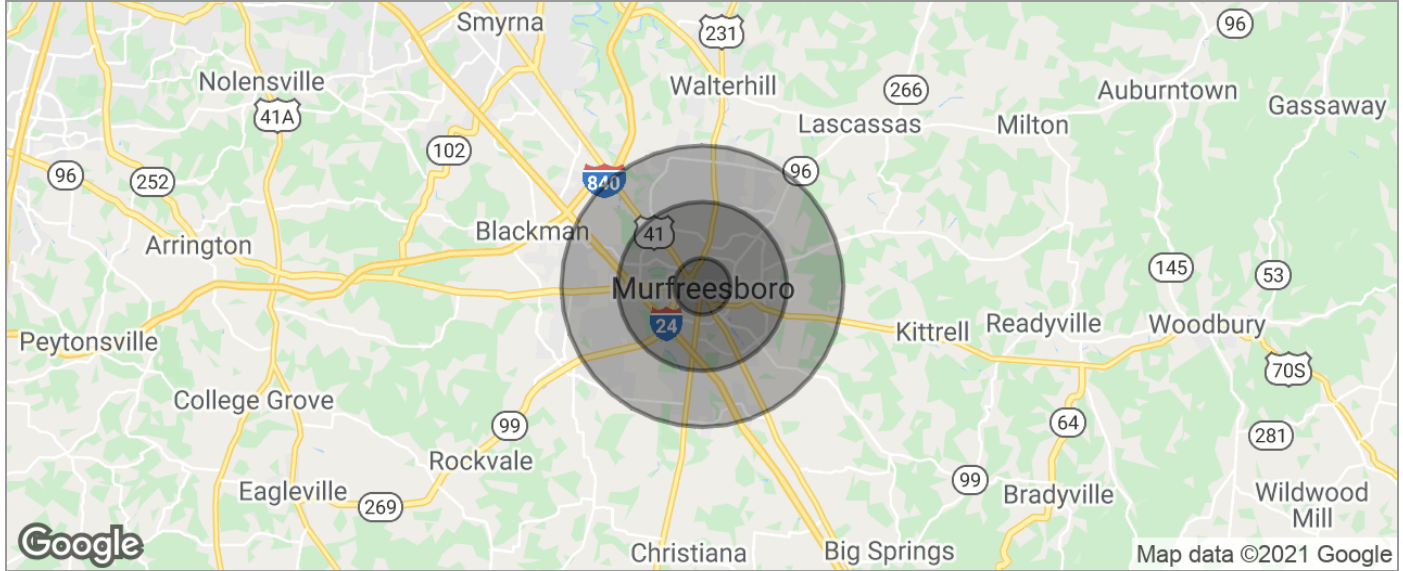 Smyrna
96
231
Nolensville
Walterhill
266
Auburntown
41A
Gassaway
Lascassas
Milton
102
96
96
252
840
41
Blackman
Arrington
145
53
Murfreesboro
24
Kittrell
Readyville
Woodbury
Peytonsville
70S
College Grove
99
64
281
Rockvale
99
Eagleville
269
Bradyville
Wildwood
Mill
Google
Christiana
Big Springs
Map data ©2021 Google